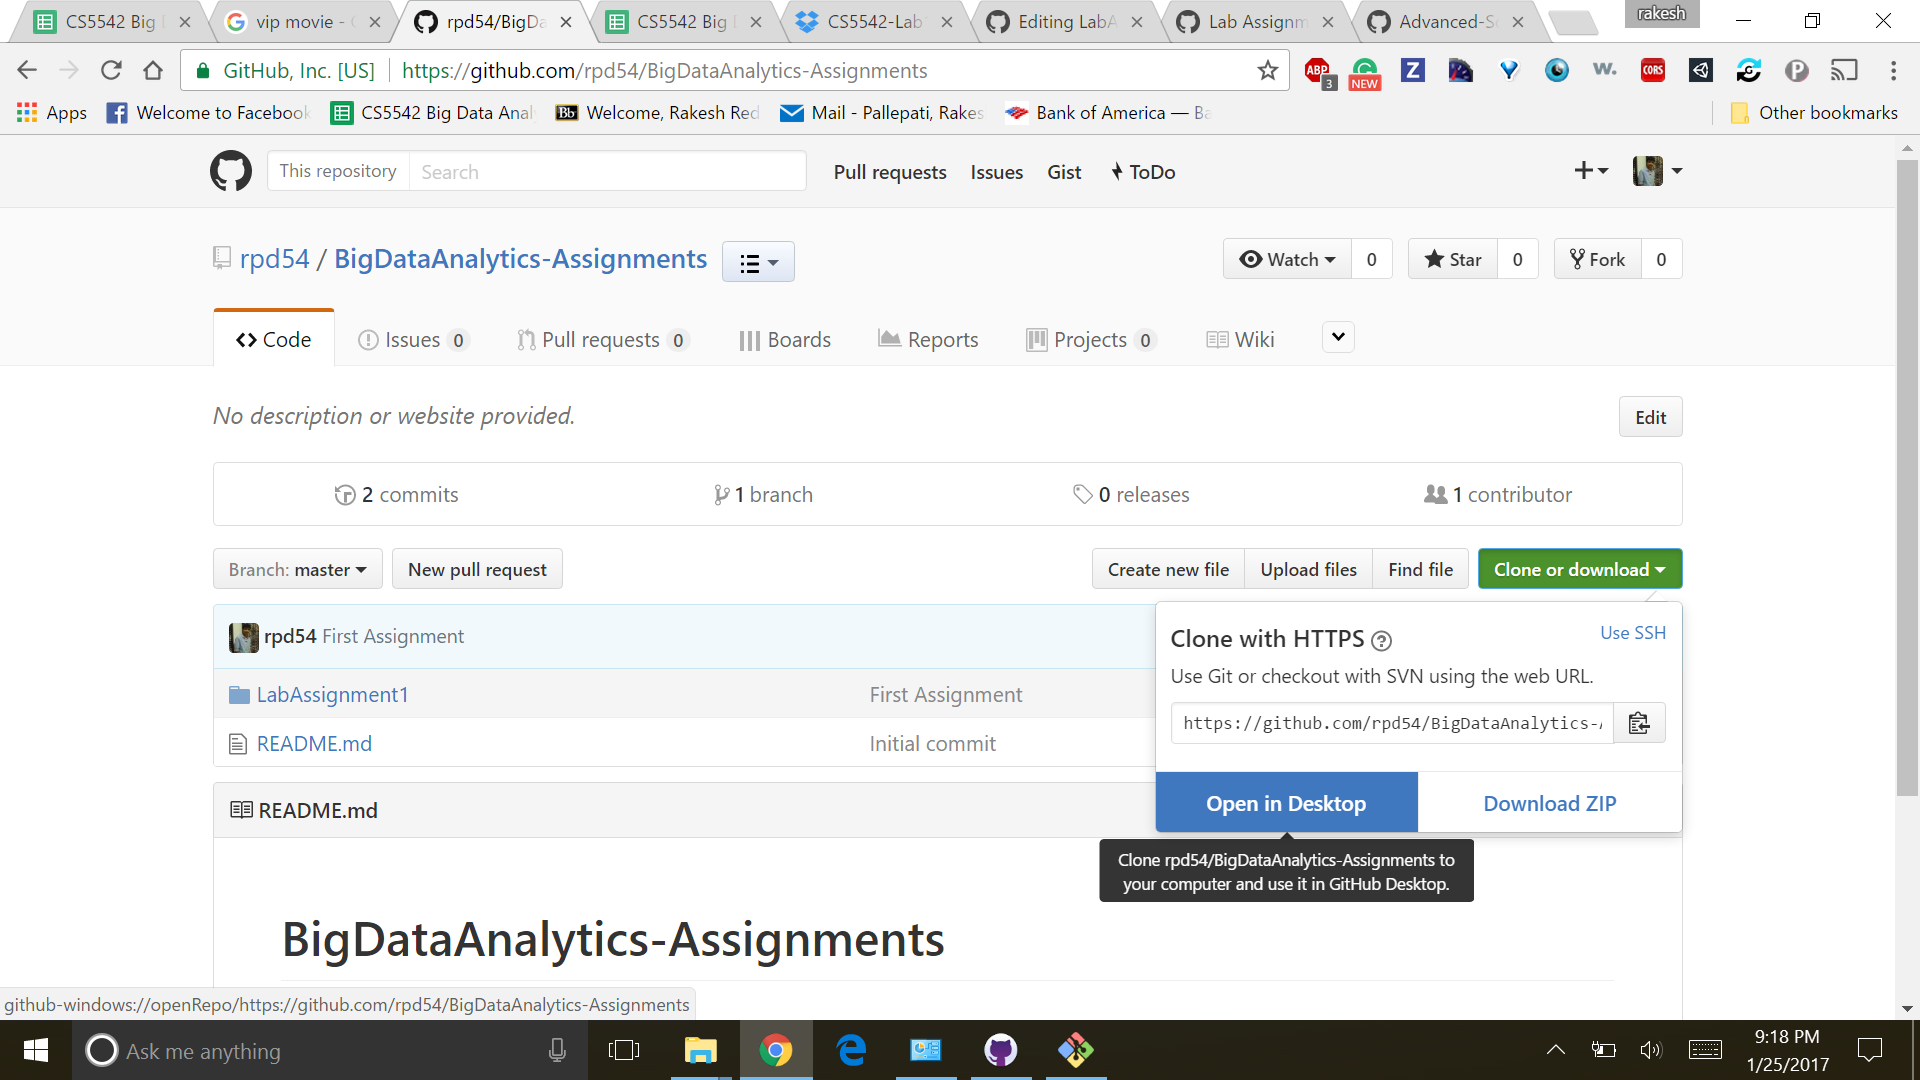 CS5542 Big
vip movie -
rpd54/BigDa
CS5542 Big
CS5542-Lab
Editing LabA
Lab Assignm
Advanced-So
rakesh
GitHub, Inc. [US] https://github.com/rpd54/BigDataAnalytics-Assignments
ABP 3 NEW Z w. CORS P
Apps Welcome to Facebook CS5542 Big Data Anal Bb Welcome, Rakesh Red Mail - Pallepati, Rakes Bank of America — Ba Other bookmarks
This repository Search Pull requests Issues Gist ToDo
rpd54 / BigDataAnalytics-Assignments Watch 0 Star 0 Fork 0
Code Issues 0 Pull requests 0 Boards Reports Projects 0 Wiki
No description or website provided. Edit
2 commits 1 branch 0 releases 1 contributor
Branch: master New pull request Create new file Upload files Find file Clone or download
rpd54 First Assignment
LabAssignment1 First Assignment
README.md Initial commit
Clone with HTTPS ? Use SSH
Use Git or checkout with SVN using the web URL.
https://github.com/rpd54/BigDataAnalytics-A
Open in Desktop Download ZIP
Clone rpd54/BigDataAnalytics-Assignments to
your computer and use it in GitHub Desktop.
README.md
BigDataAnalytics-Assignments
github-windows://openRepo/https://github.com/rpd54/BigDataAnalytics-Assignments
Ask me anything
9:18 PM
1/25/2017